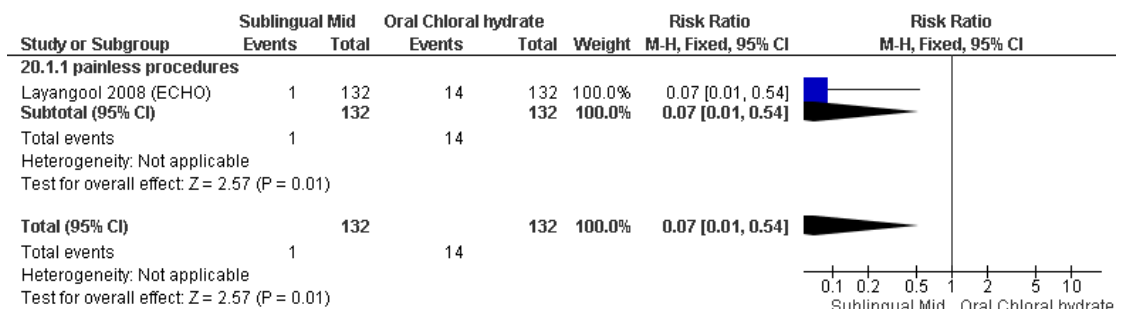 Sublingual Mid Oral Chloral hydrate Risk Ratio Risk Ratio
Study or Subgroup Events Total Events Total Weight M-H, Fixed, 95% CI M-H, Fixed, 95% CI
20.1.1 painless procedures
Layangool 2008 (ECHO) 1 132 14 132 100.0% 0.07 [0.01, 0.54]
Subtotal (95% CI) 132 132 100.0% 0.07 [0.01, 0.54]
Total events 1 14
Heterogeneity: Not applicable
Test for overall effect: Z = 2.57 (P = 0.01)
Total (95% CI) 132 132 100.0% 0.07 [0.01, 0.54]
Total events 1 14
Heterogeneity: Not applicable
Test for overall effect: Z = 2.57 (P = 0.01)
0.1 0.2 0.5 1 2 5 10
Sublingual Mid Oral Chloral hydrate